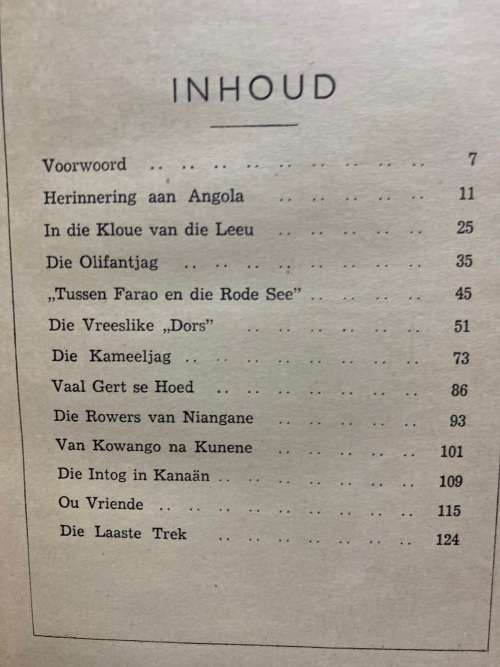 INHOUD
Voorwood .. .. .. .. .. .. .. .. .. 7
Herinnering aan Angola .. .. .. .. .. 11
In die Kloue van die Leeu .. .. .. .. .. 25
Die Olifantjag .. .. .. .. .. .. .. .. 35
„Tussen Farao en die Rode See” .. .. .. .. 45
Die Vreeslike „Dors” .. .. .. .. .. .. 51
Die Kameeljag .. .. .. .. .. .. .. .. 73
Vaal Gert se Hoed .. .. .. .. .. .. .. 86
Die Rowers van Niangane .. .. .. .. .. 93
Van Kowango na Kunene .. .. .. .. .. 101
Die Intog in Kanaän .. .. .. .. .. .. .. 109
Ou Vriende .. .. .. .. .. .. .. .. .. 115
Die Laaste Trek .. .. .. .. .. .. .. 124